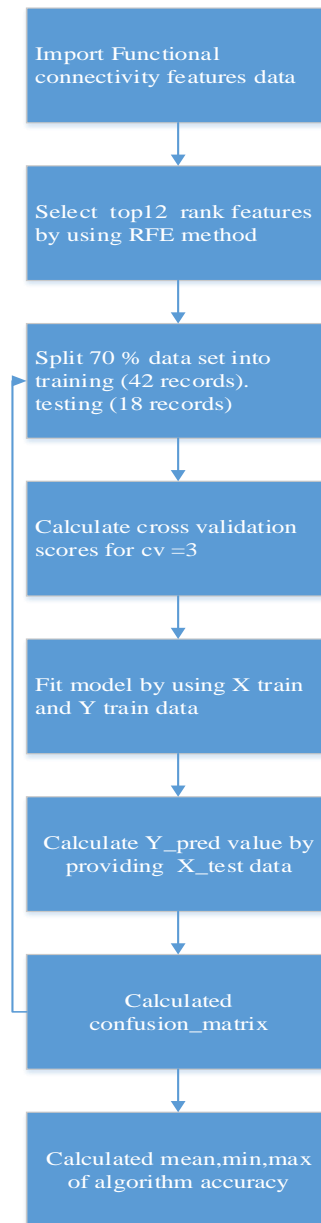 Import Functional
connectivity features data
Select top12 rank features
by using RFE method
Split 70 % data set into
training (42 records).
testing (18 records)
Calculate cross validation
scores for cv =3
Fit model by using X train
and Y train data
Calculate Y_pred value by
providing X_test data
Calculated
confusion_matrix
Calculated mean,min,max
of algorithm accuracy